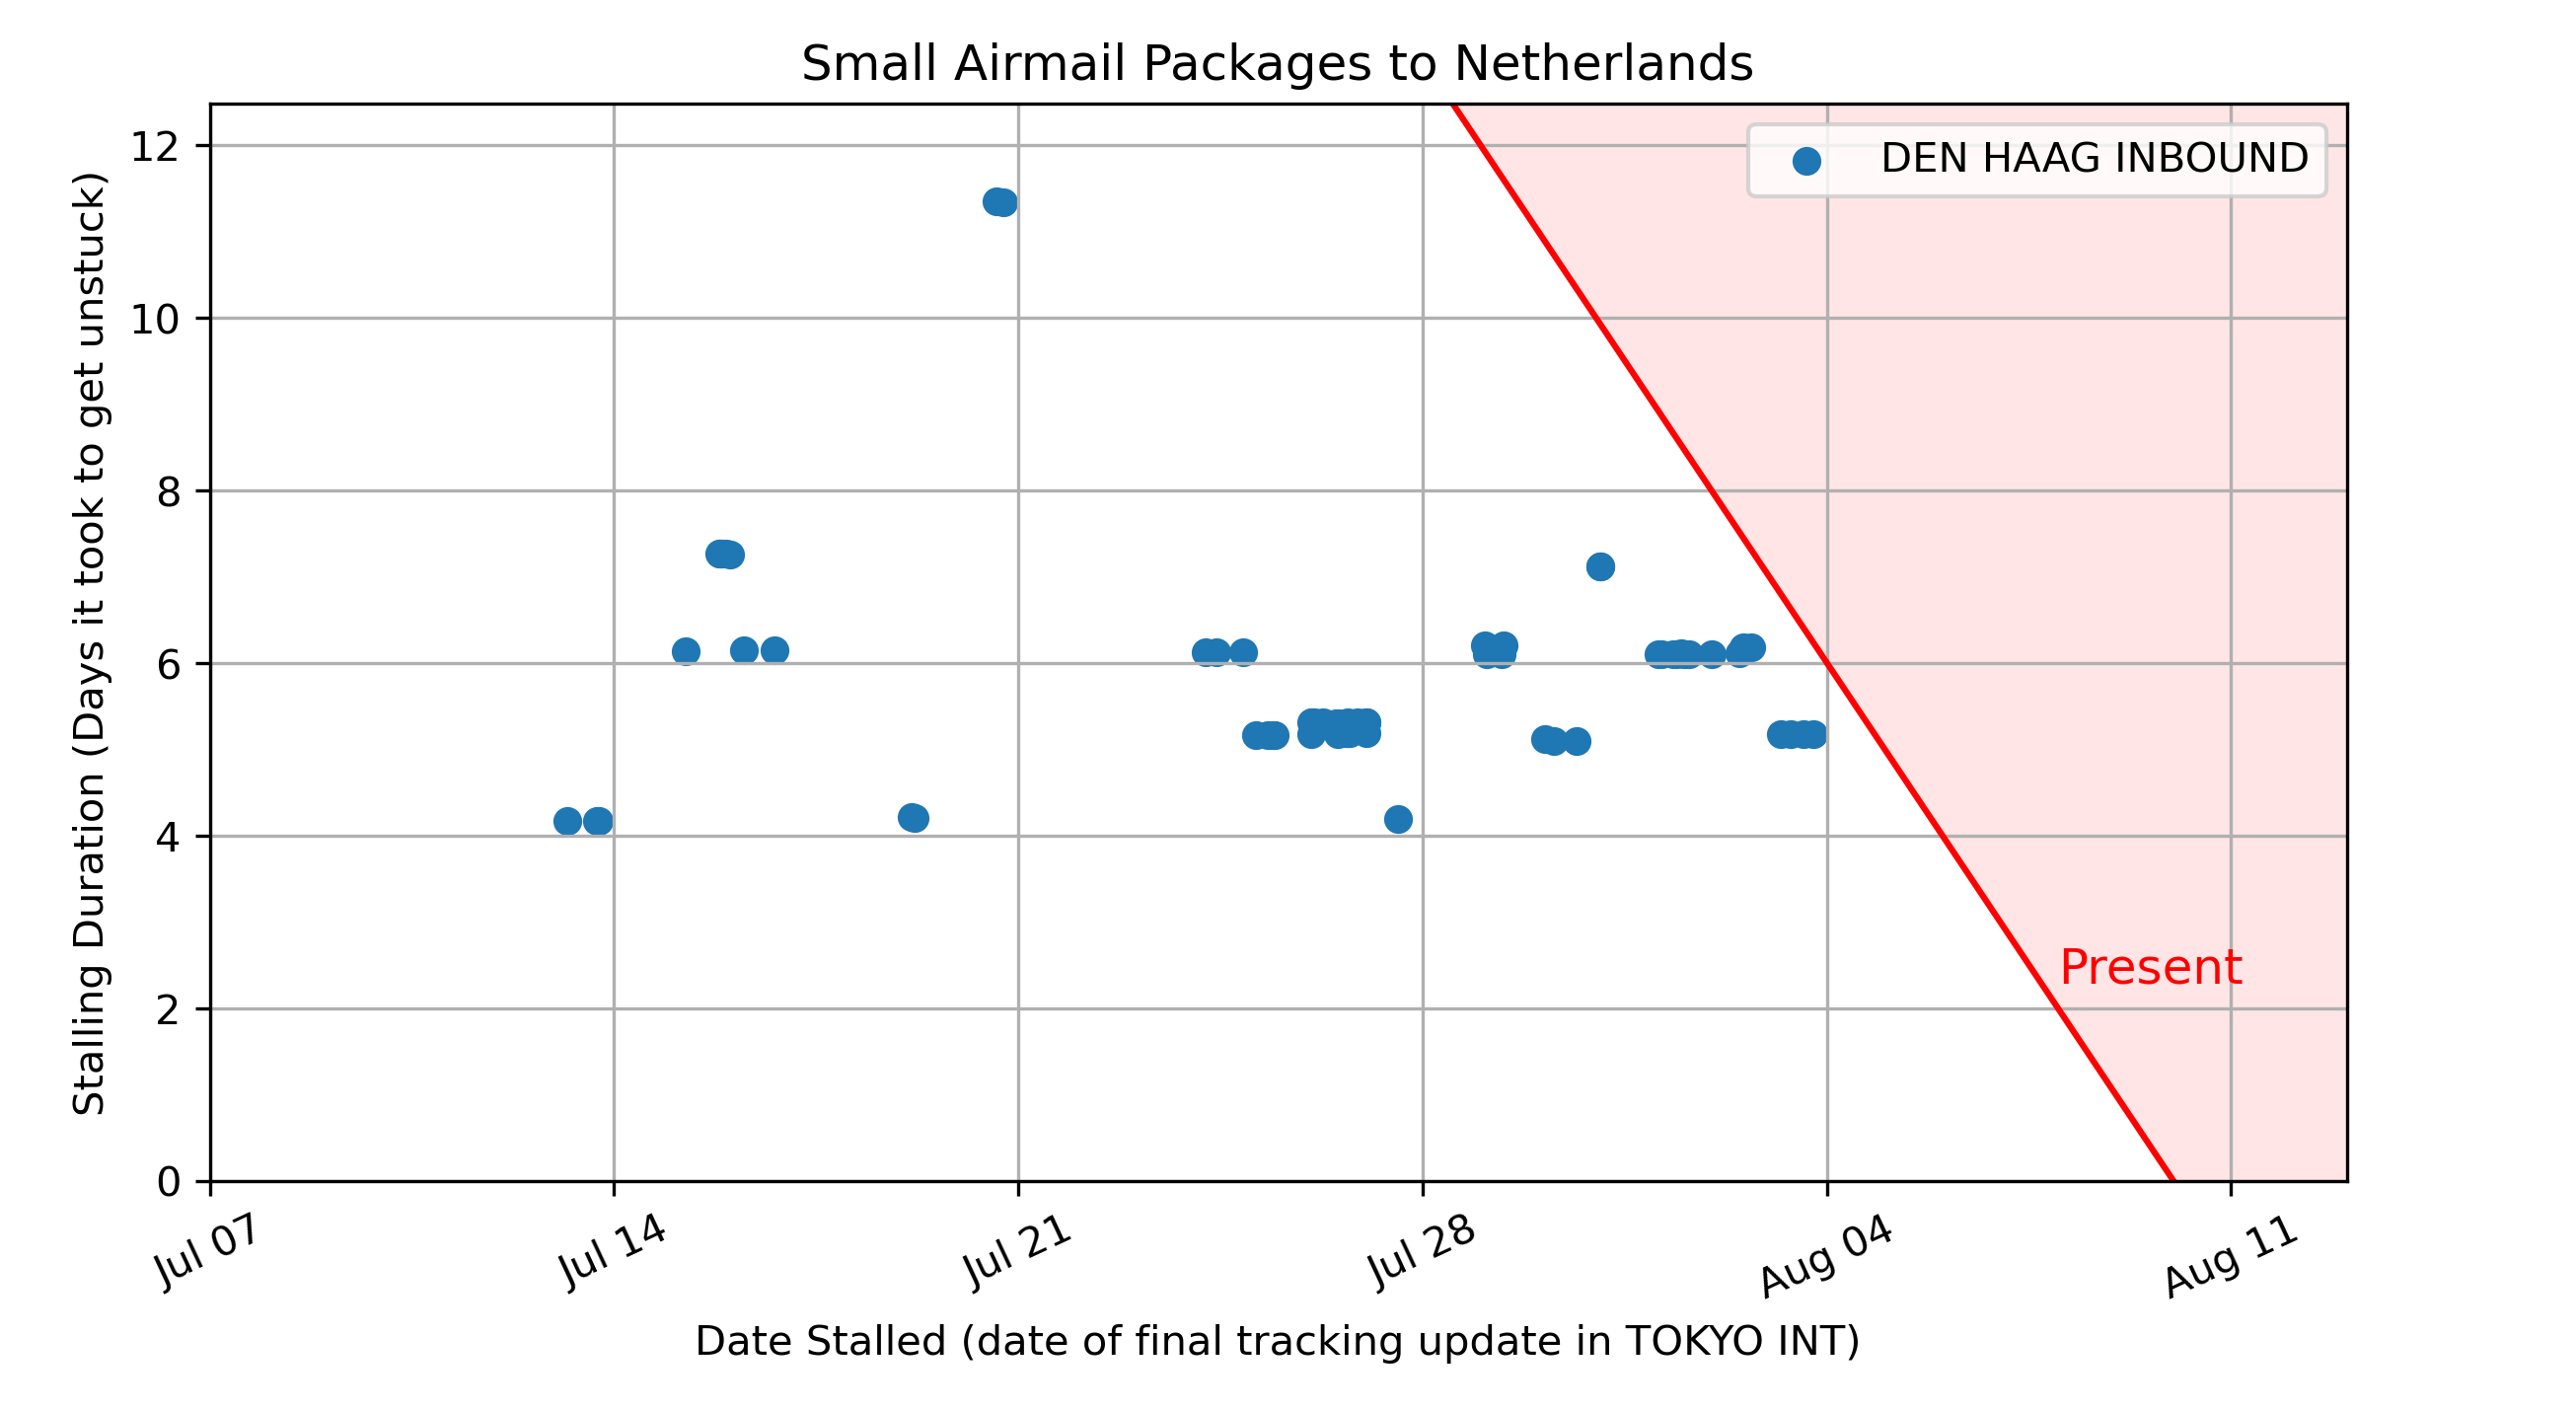 Small Airmail Packages to Netherlands
DEN HAAG INBOUND
Stalling Duration (Days it took to get unstuck)
12
10
8
6
4
2
0
Present
Jul 07
Jul 14
Jul 21
Jul 28
Aug 04
Aug 11
Date Stalled (date of final tracking update in TOKYO INT)